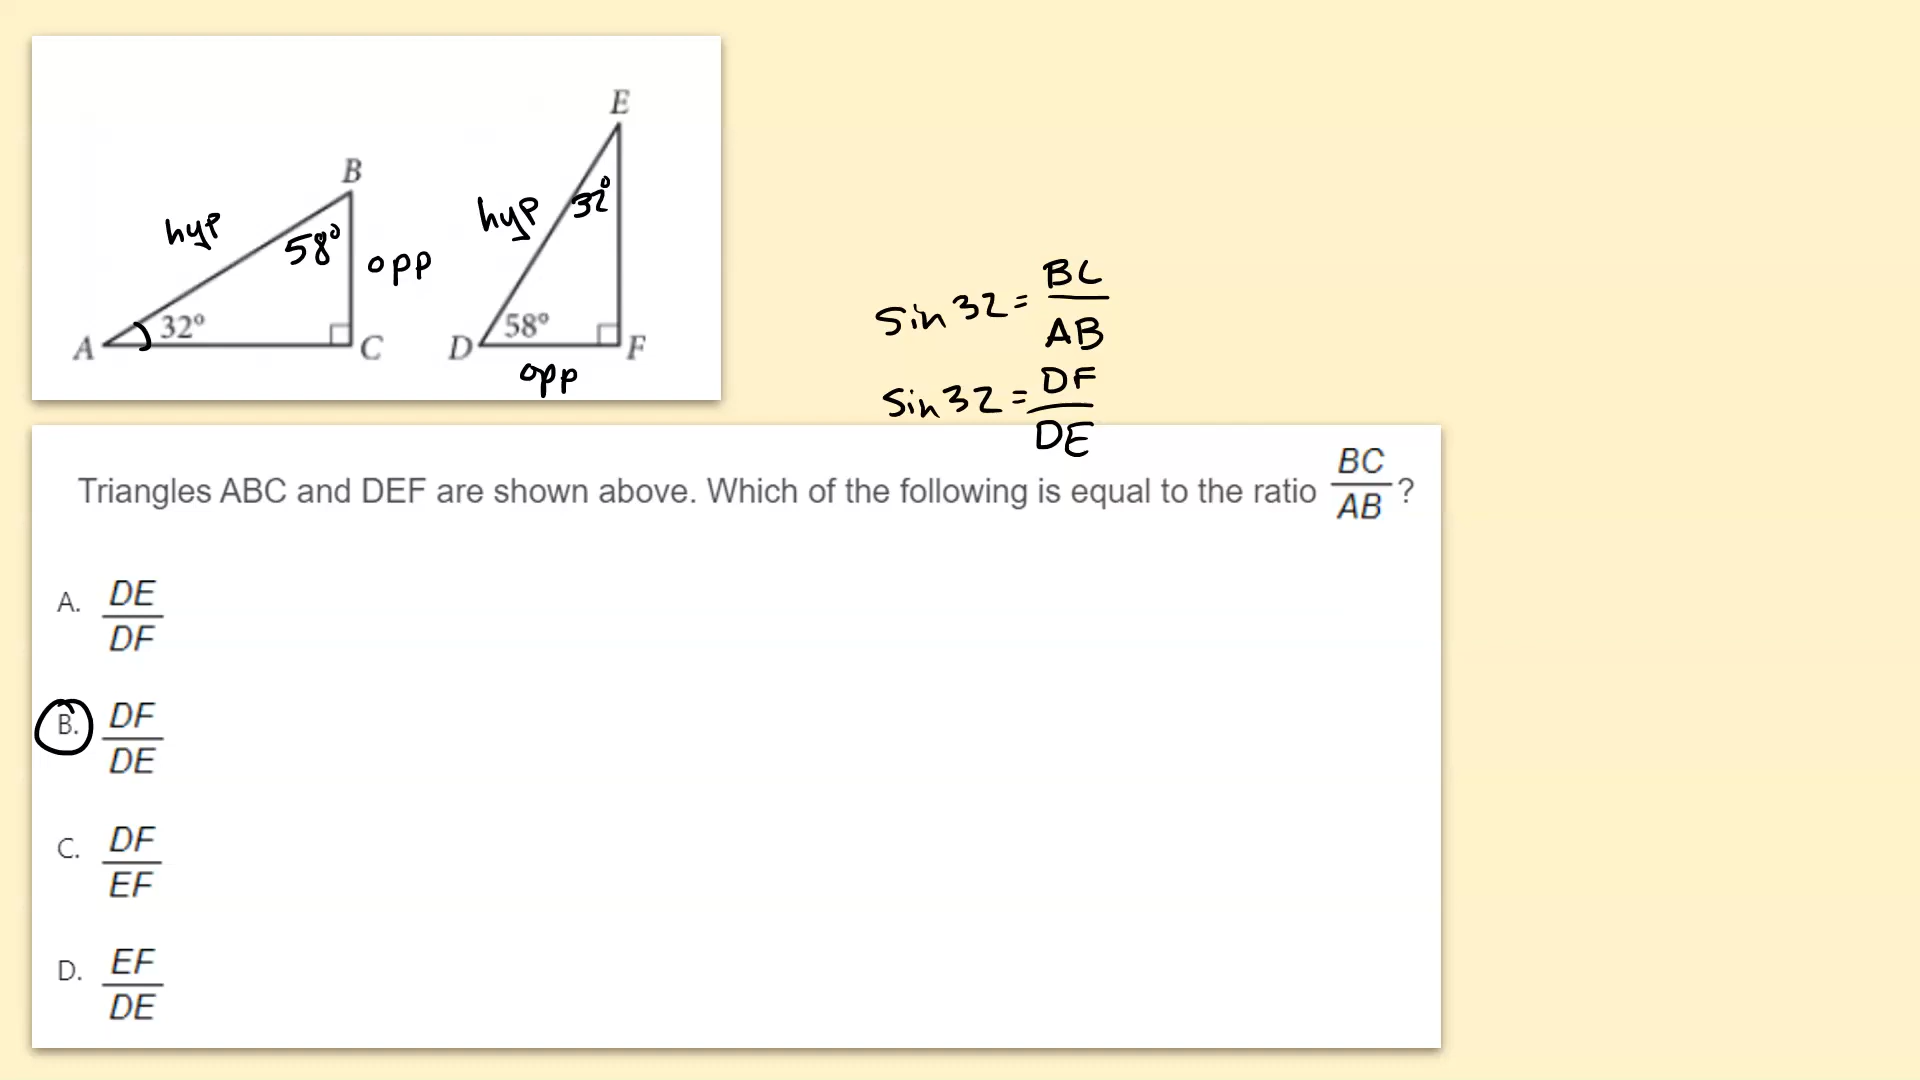 E
B
hyp
hyp
32°
58°
opp
A
32°
C
D
58°
F
opp
Sin 32 = BC
AB
Sin 32 = DF
DE
Triangles ABC and DEF are shown above. Which of the following is equal to the ratio BC
AB
?
A. DE
DF
B. DF
DE
C. DF
EF
D. EF
DE